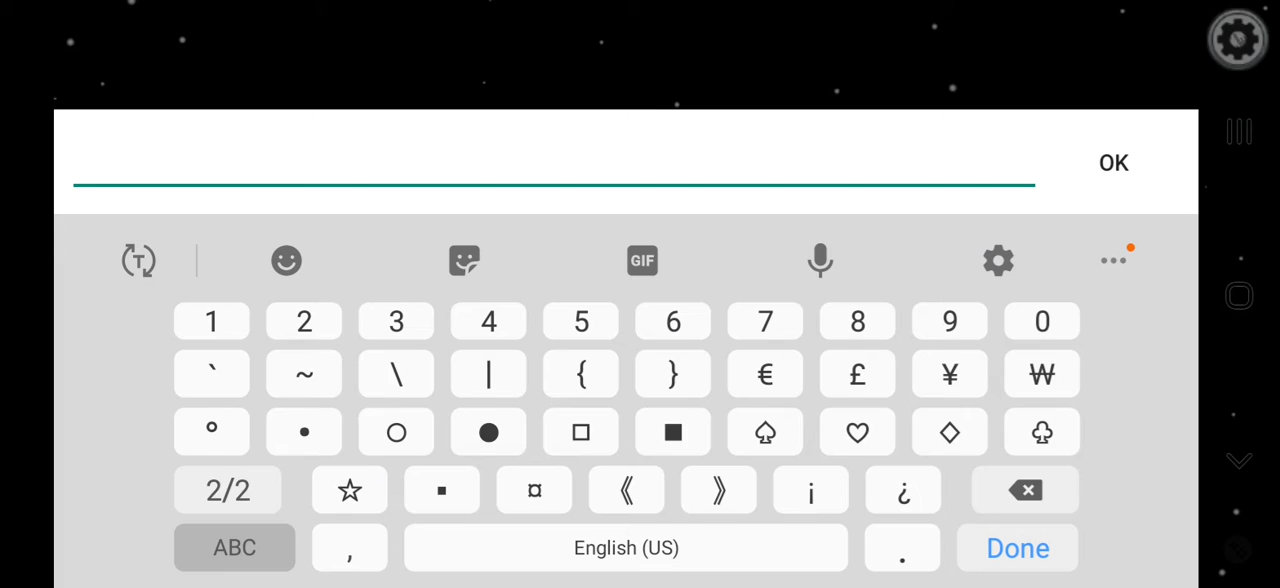 OK
GIF
1 2 3 4 5 6 7 8 9 0
` ~ \ | { } € £ ¥ ₩
° • ○ ● □ ■ ♤ ♡ ◇ ♧
2/2 ☆ ▪ ¤ 《 》 ¡ ¿
ABC , English (US) . Done